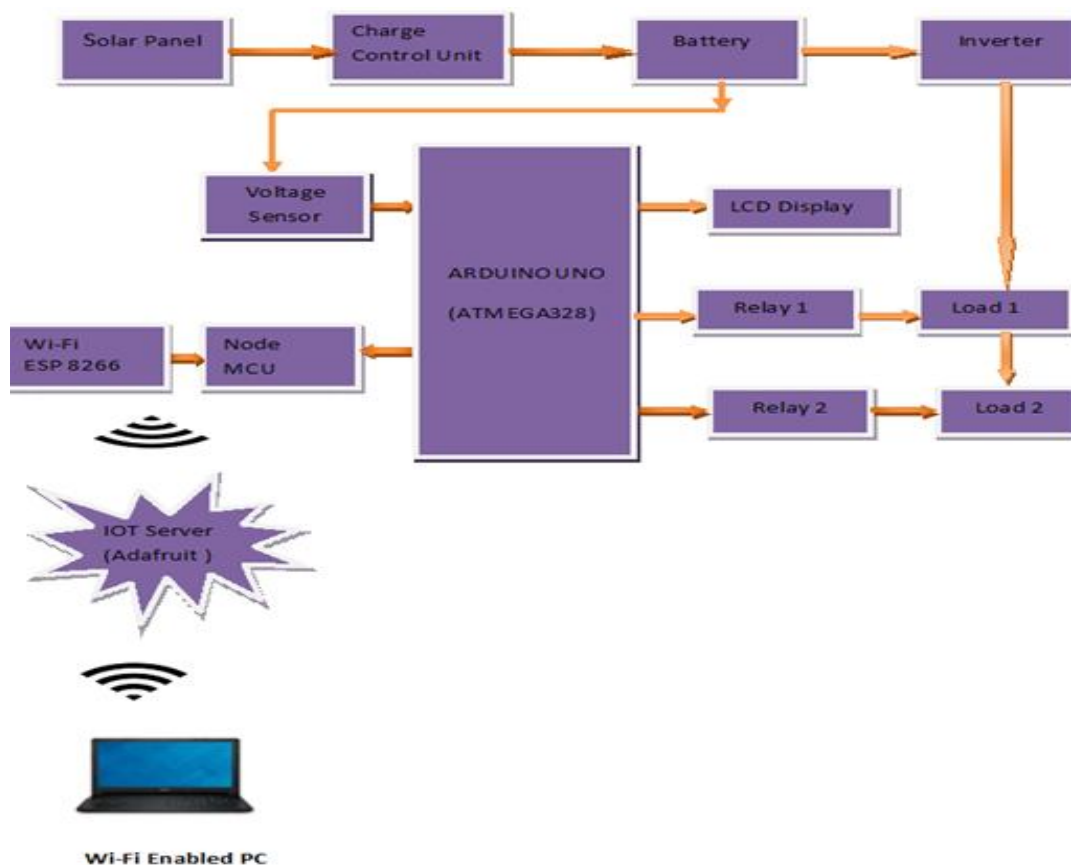 Solar Panel
Charge
Control Unit
Battery
Inverter
Voltage
Sensor
ARDUINO UNO
(ATMEGA328)
LCD Display
Relay 1
Load 1
Wi-Fi
ESP 8266
Node
MCU
Relay 2
Load 2
IOT Server
(Adafruit )
Wi-Fi Enabled PC